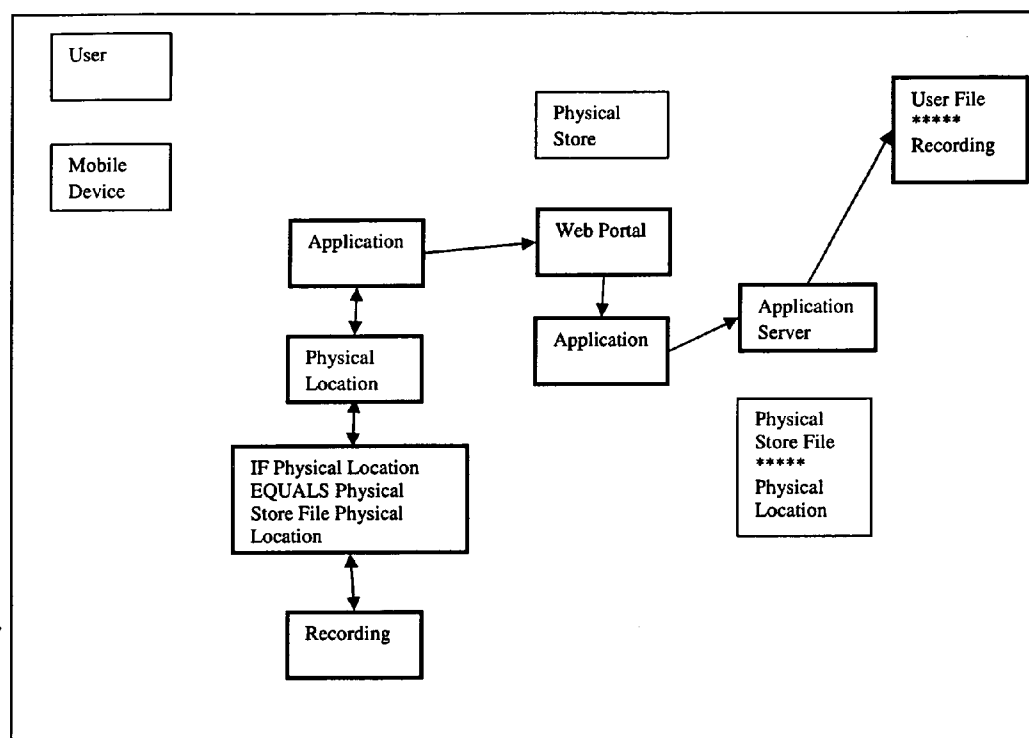 User
Mobile
Device
Physical
Store
User File
*****
Recording
Application
Web Portal
Application
Application
Server
Physical
Location
Physical
Store File
*****
Physical
Location
IF Physical Location
EQUALS Physical
Store File Physical
Location
Recording